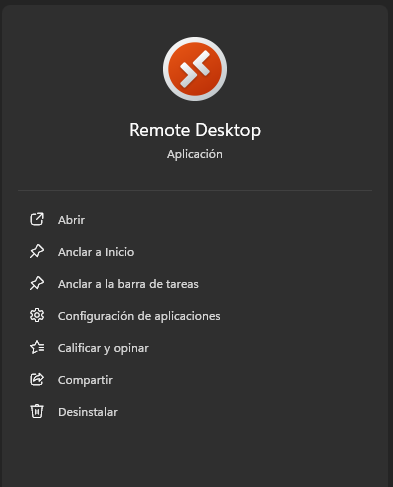 Remote Desktop
Aplicación
Abrir
Anclar a Inicio
Anclar a la barra de tareas
Configuración de aplicaciones
Calificar y opinar
Compartir
Desinstalar